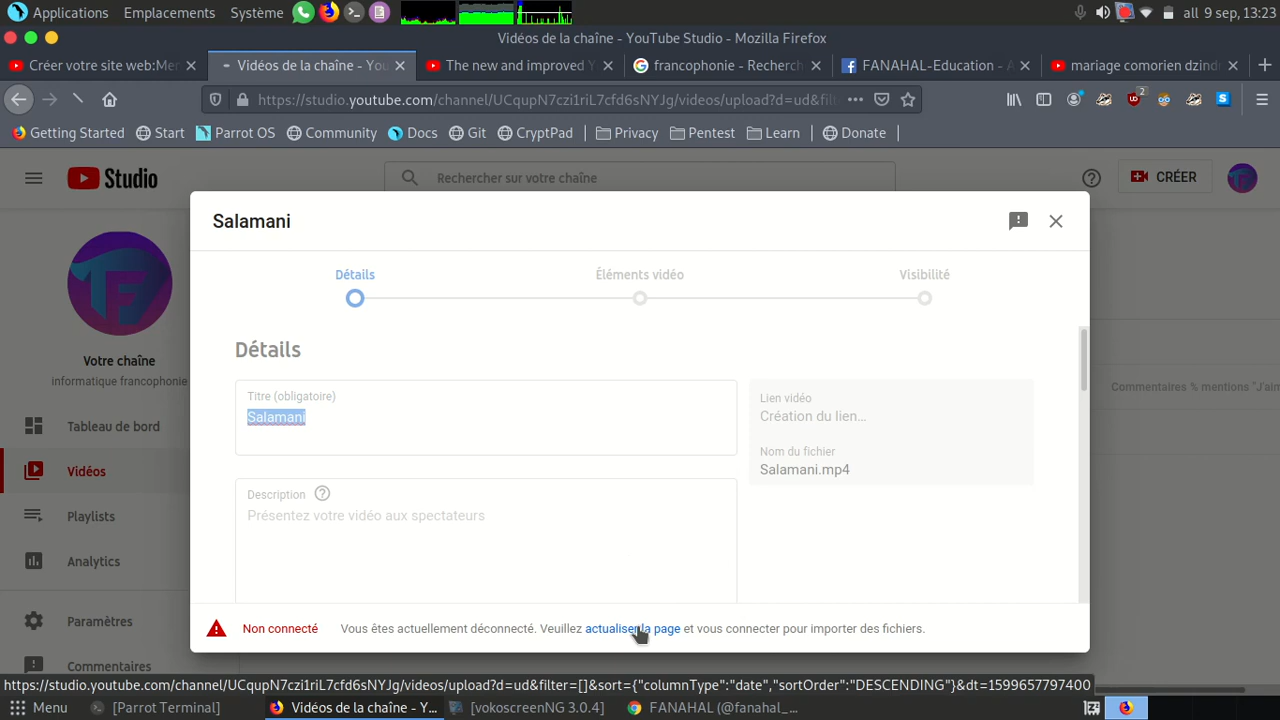 Applications Emplacements Système all 9 sep, 13:23
Vidéos de la chaîne - YouTube Studio - Mozilla Firefox
Créer votre site web:Mer Vidéos de la chaîne - You The new and improved Y francophonie - Recherch FANAHAL-Education - A mariage comorien dzind
https://studio.youtube.com/channel/UCqupN7czi1riL7cfd6sNYJg/videos/upload?d=ud&fil 2
Getting Started Start Parrot OS Community Docs Git CryptPad Privacy Pentest Learn Donate
Studio Rechercher sur votre chaîne CRÉER
Salamani
Détails Éléments vidéo Visibilité
Détails
Titre (obligatoire)
Salamani
Lien vidéo
Création du lien...
Nom du fichier
Salamani.mp4
Description
Présentez votre vidéo aux spectateurs
Non connecté Vous êtes actuellement déconnecté. Veuillez actualiser la page et vous connecter pour importer des fichiers.
Votre chaîne
informatique francophonie
Tableau de bord
Vidéos
Playlists
Analytics
Paramètres
Commentaires
Commentaires % mentions "J'aim
https://studio.youtube.com/channel/UCqupN7czi1riL7cfd6sNYJg/videos/upload?d=ud&filter=[]&sort={"columnType":"date","sortOrder":"DESCENDING"}&dt=1599657797400
Menu [Parrot Terminal] Vidéos de la chaîne - Y... [vokoscreenNG 3.0.4] FANAHAL (@fanahal_...